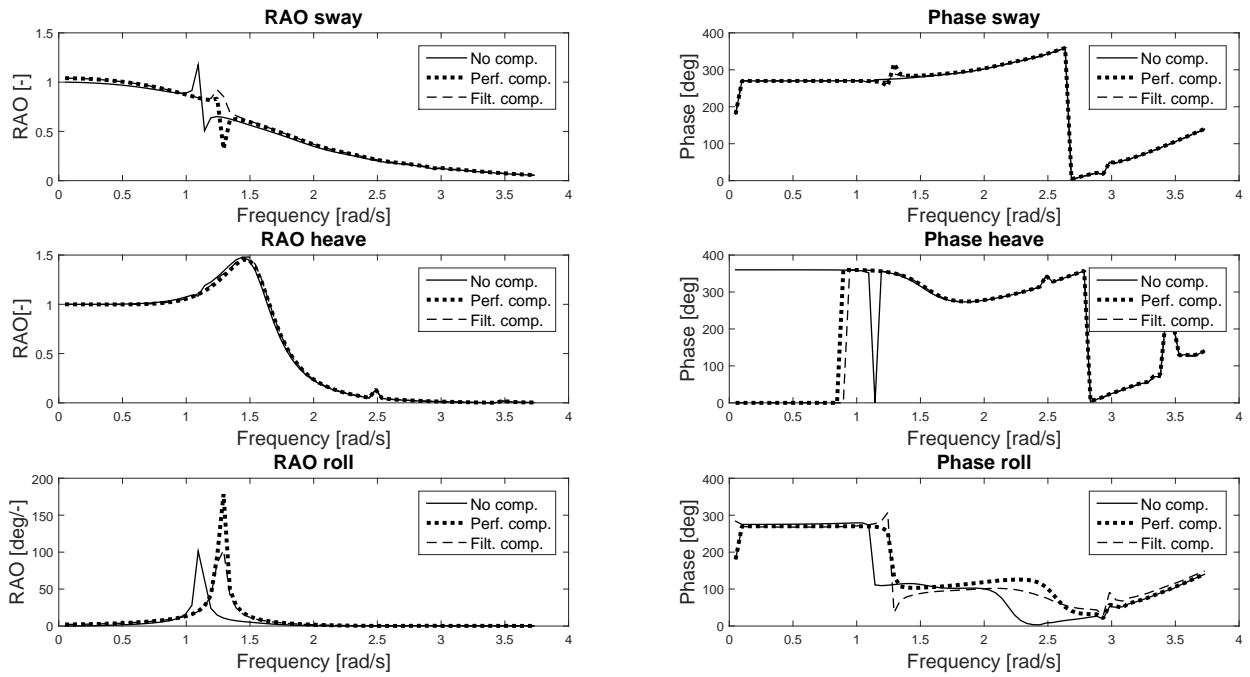 RAO sway
1.5
1
0.5
0
RAO [-]
0 0.5 1 1.5 2 2.5 3 3.5 4
Frequency [rad/s]
No comp.
Perf. comp.
Filt. comp.
Phase sway
400
300
200
100
0
Phase [deg]
0 0.5 1 1.5 2 2.5 3 3.5 4
Frequency [rad/s]
No comp.
Perf. comp.
Filt. comp.
RAO heave
1.5
1
0.5
0
RAO[-]
0 0.5 1 1.5 2 2.5 3 3.5 4
Frequency [rad/s]
No comp.
Perf. comp.
Filt. comp.
Phase heave
400
300
200
100
0
Phase [deg]
0 0.5 1 1.5 2 2.5 3 3.5 4
Frequency [rad/s]
No comp.
Perf. comp.
Filt. comp.
RAO roll
200
150
100
50
0
RAO [deg/-]
0 0.5 1 1.5 2 2.5 3 3.5 4
Frequency [rad/s]
No comp.
Perf. comp.
Filt. comp.
Phase roll
400
300
200
100
0
Phase [deg]
0 0.5 1 1.5 2 2.5 3 3.5 4
Frequency [rad/s]
No comp.
Perf. comp.
Filt. comp.